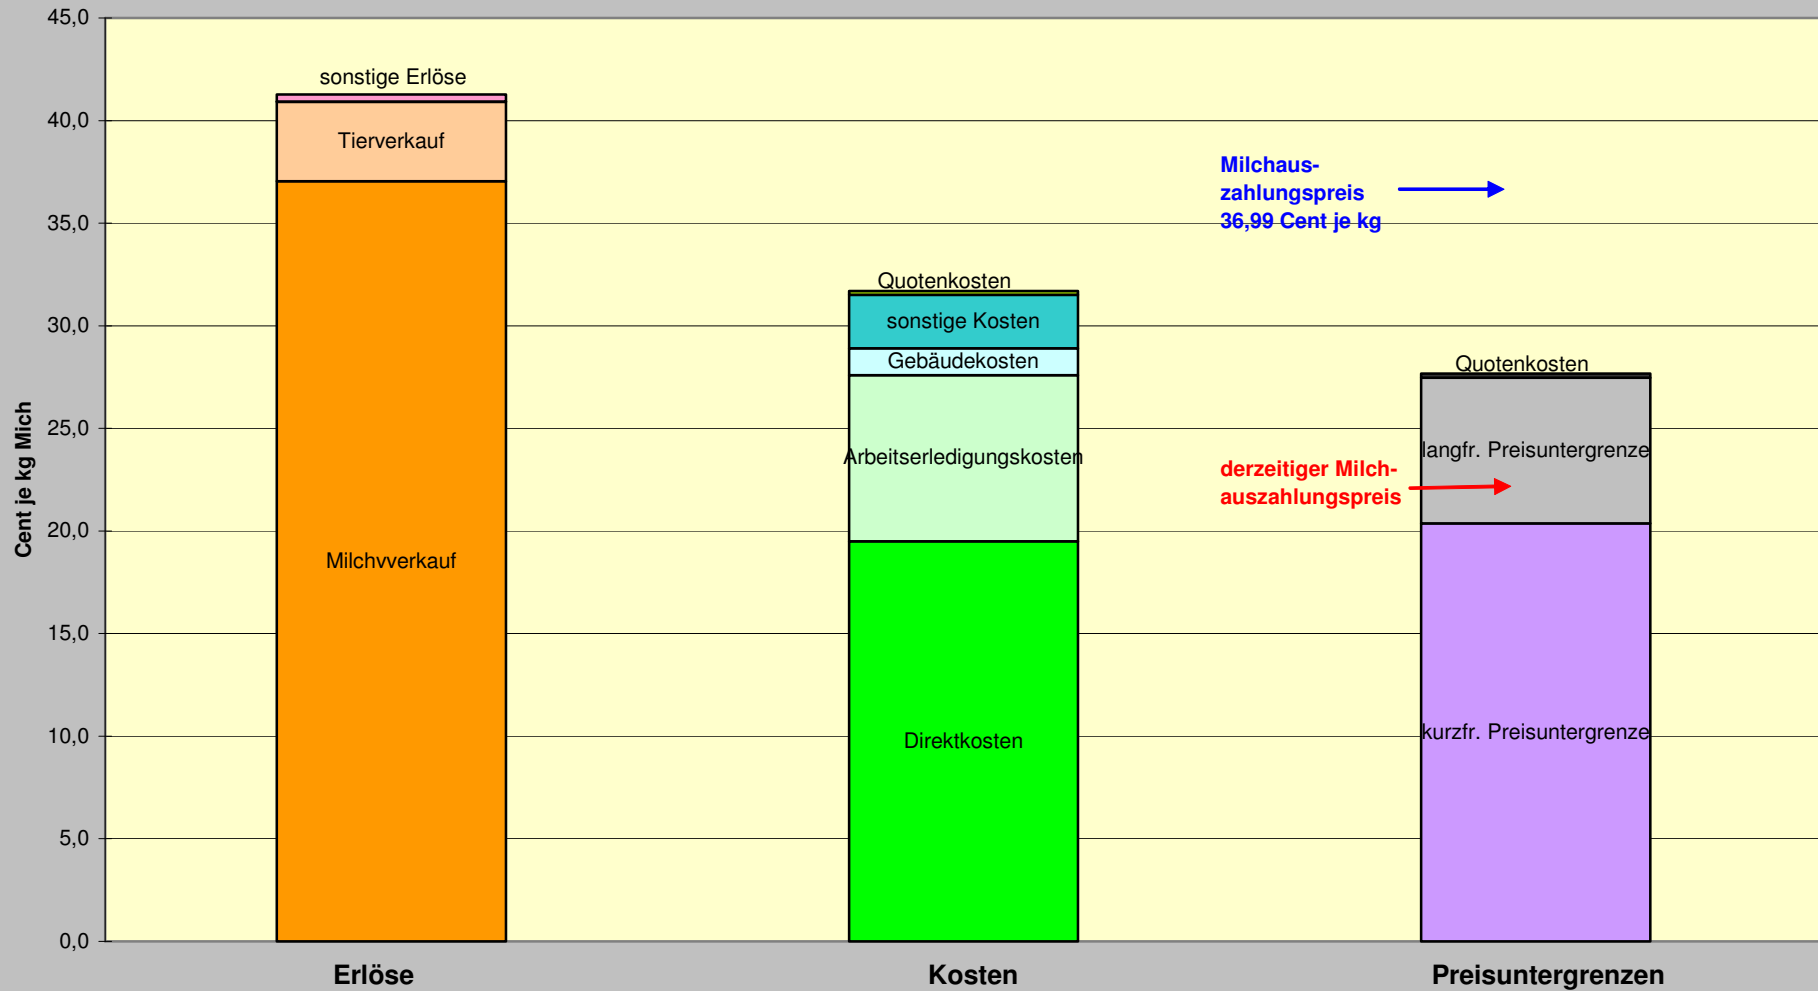 45,0
40,0
35,0
30,0
25,0
20,0
15,0
10,0
5,0
0,0
Cent je kg Mich
sonstige Erlöse
Tierverkauf
Milchvverkauf
Quotenkosten
sonstige Kosten
Gebäudekosten
Arbeitserledigungskosten
Direktkosten
Milchaus-
zahlungspreis
36,99 Cent je kg
derzeitiger Milch-
auszahlungspreis
Quotenkosten
langfr. Preisuntergrenze
kurzfr. Preisuntergrenze
Erlöse
Kosten
Preisuntergrenzen